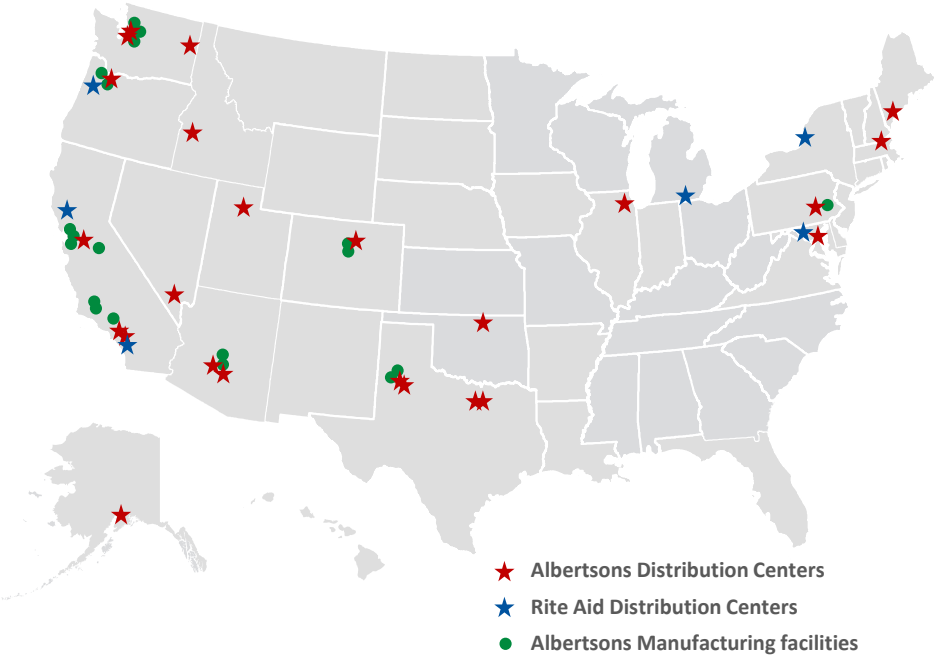 Albertsons Distribution Centers
Rite Aid Distribution Centers
Albertsons Manufacturing facilities